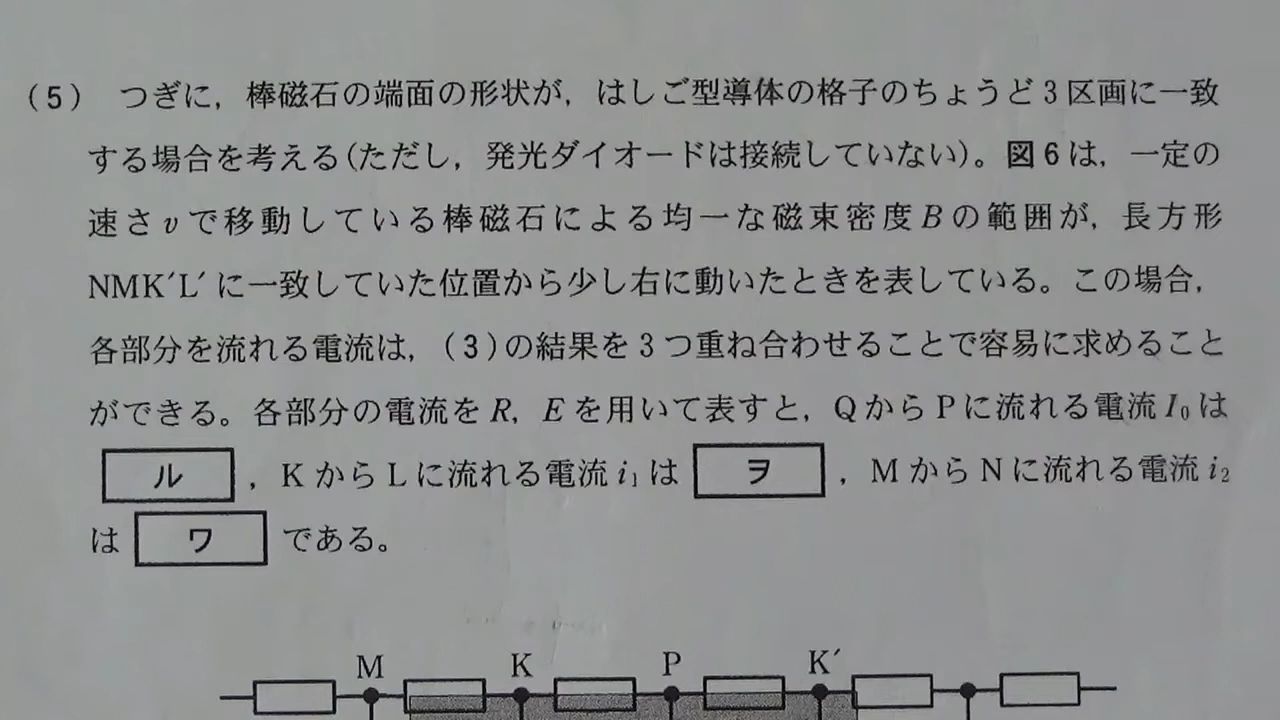 (5) つぎに，棒磁石の端面の形状が，はしご型導体の格子のちょうど3区画に一致
する場合を考える(ただし，発光ダイオードは接続していない)。図6は，一定の
速さvで移動している棒磁石による均一な磁束密度Bの範囲が，長方形
NMK′L′に一致していた位置から少し右に動いたときを表している。この場合，
各部分を流れる電流は，(3)の結果を3つ重ね合わせることで容易に求めること
ができる。各部分の電流をR，Eを用いて表すと，QからPに流れる電流I₀は
ル，KからLに流れる電流i₁はヲ，MからNに流れる電流i₂
はワである。
M K P K′